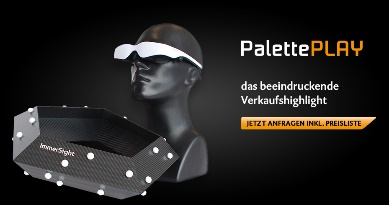 PalettePLAY
das beeindruckende
Verkaufshighlight
JETZT ANFRAGEN INKL. PREISLISTE
ImmerSight